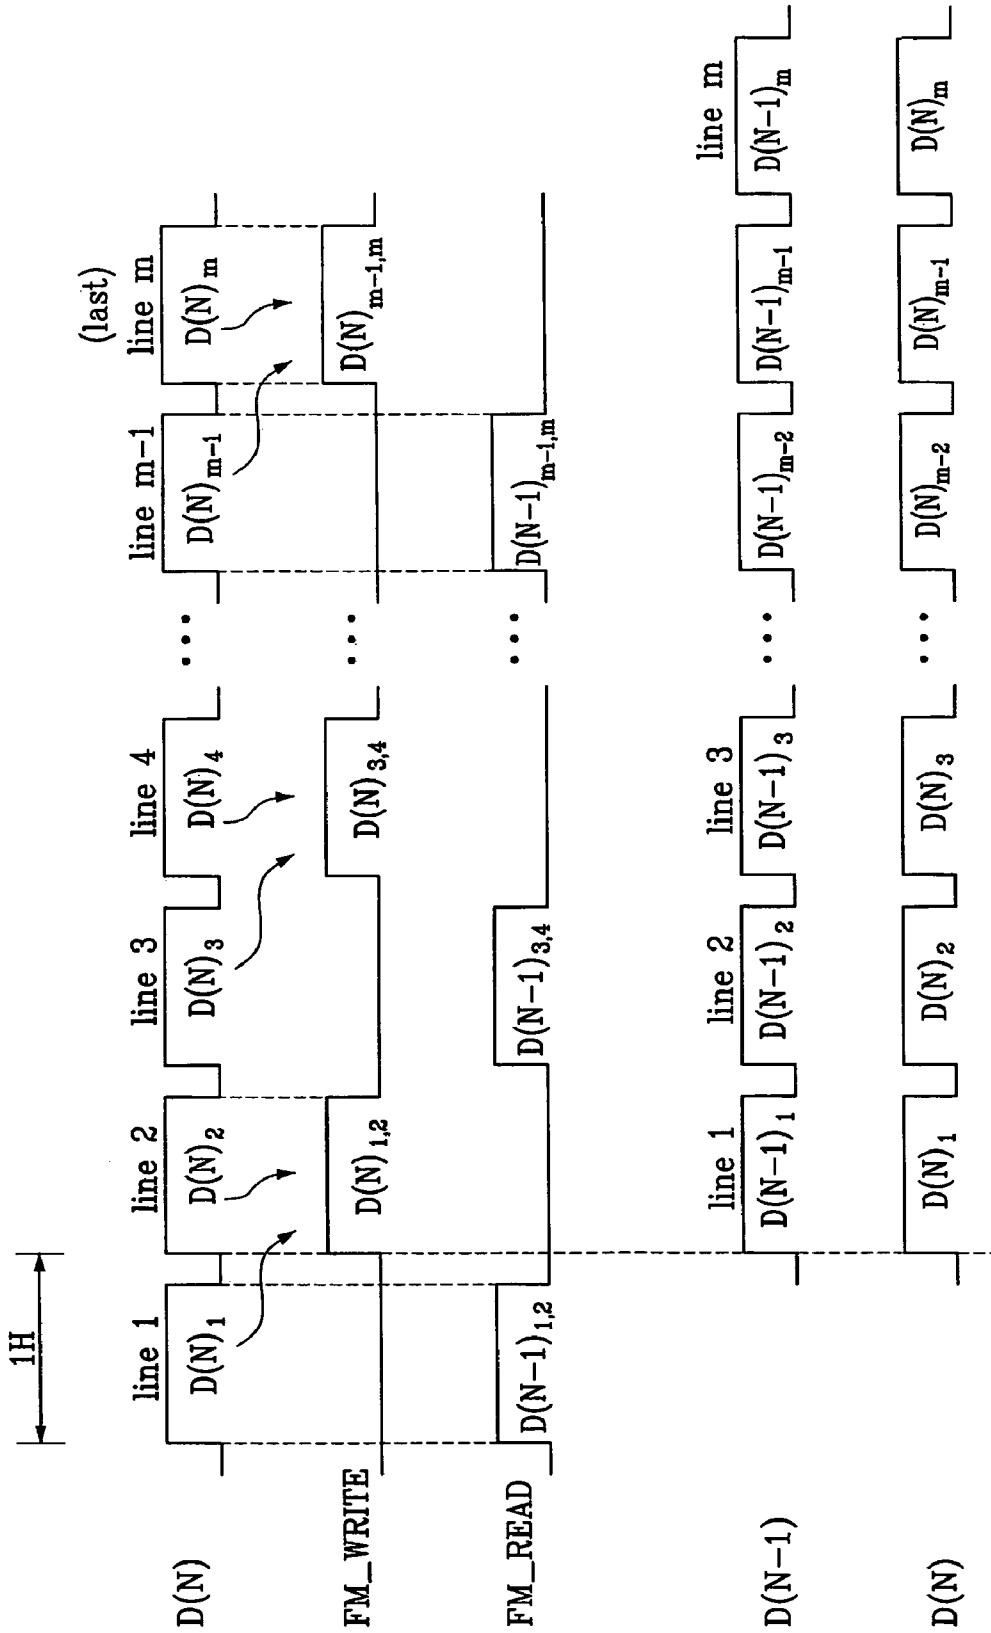 1H
(last)
line 1 line 2 line 3 line 4 line m-1 line m
D(N) D(N)1 D(N)2 D(N)3 D(N)4 ••• D(N)m-1 D(N)m
FM_WRITE D(N)1,2 D(N)3,4 ••• D(N)m-1,m
FM_READ D(N-1)1,2 D(N-1)3,4 ••• D(N-1)m-1,m
line 1 line 2 line 3 line m
D(N-1) D(N-1)1 D(N-1)2 D(N-1)3 ••• D(N-1)m-2 D(N-1)m-1 D(N-1)m
D(N) D(N)1 D(N)2 D(N)3 ••• D(N)m-2 D(N)m-1 D(N)m